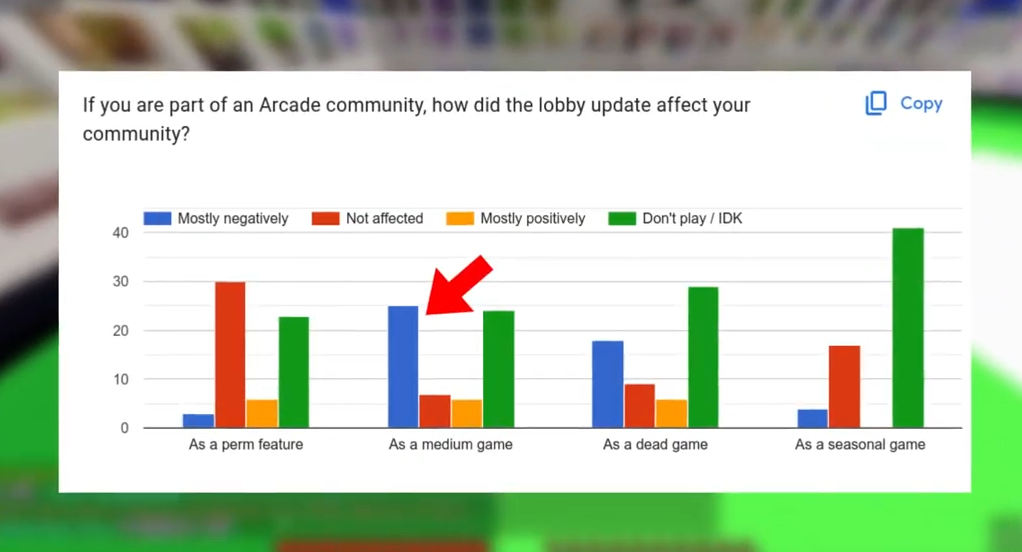 If you are part of an Arcade community, how did the lobby update affect your
community?
Copy
Mostly negatively
Not affected
Mostly positively
Don't play / IDK
40
30
20
10
0
As a perm feature
As a medium game
As a dead game
As a seasonal game